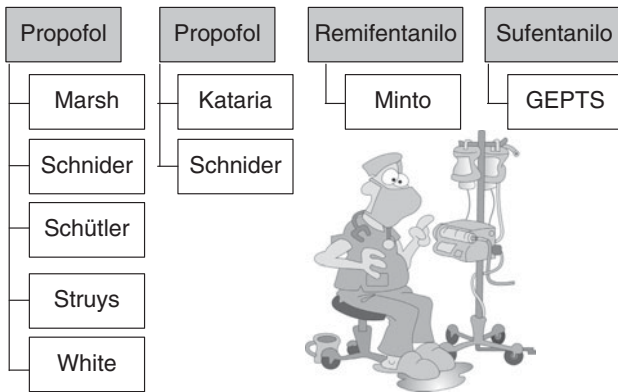 Propofol
Marsh
Schnider
Schütler
Struys
White
Propofol
Kataria
Schnider
Remifentanilo
Minto
Sufentanilo
GEPTS